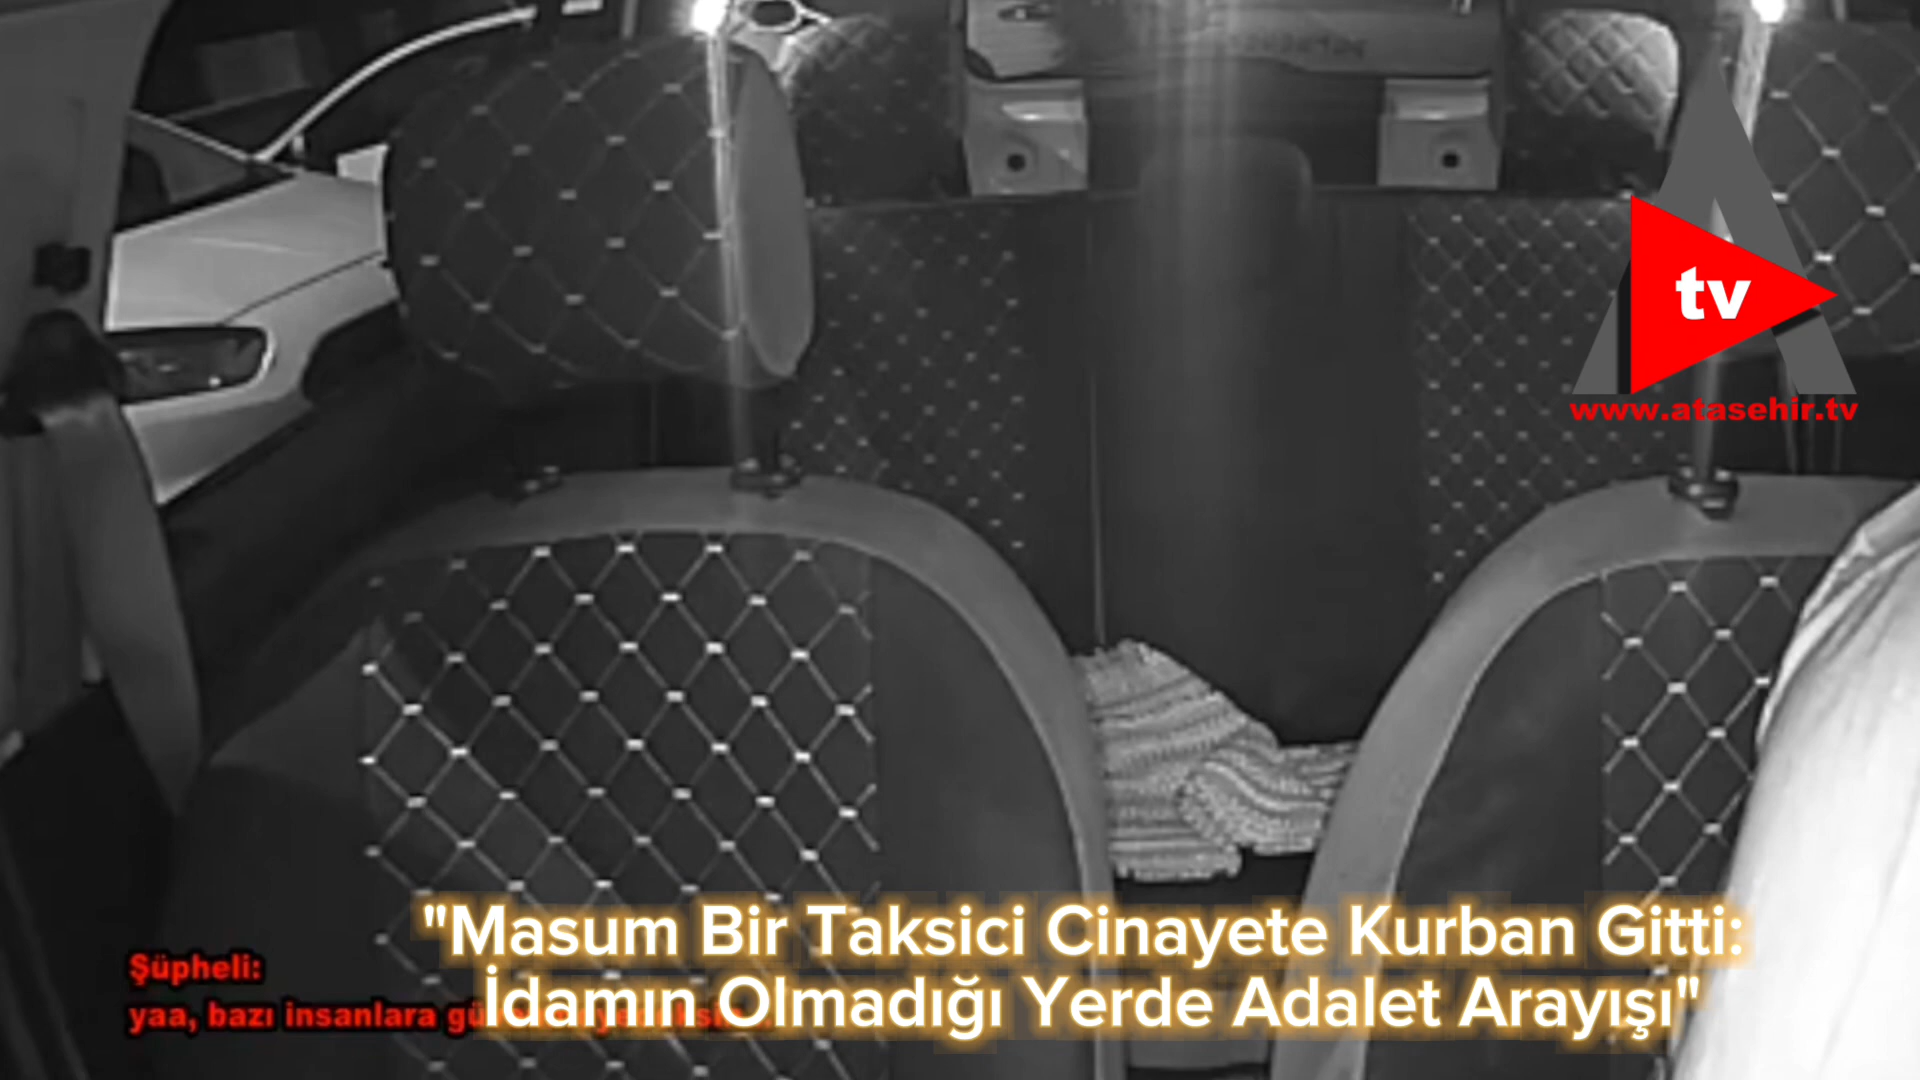 tv
www.atasehir.tv
"Masum Bir Taksici Cinayete Kurban Gitti:
İdamın Olmadığı Yerde Adalet Arayışı"
Şüpheli:
yaa, bazı insanlara